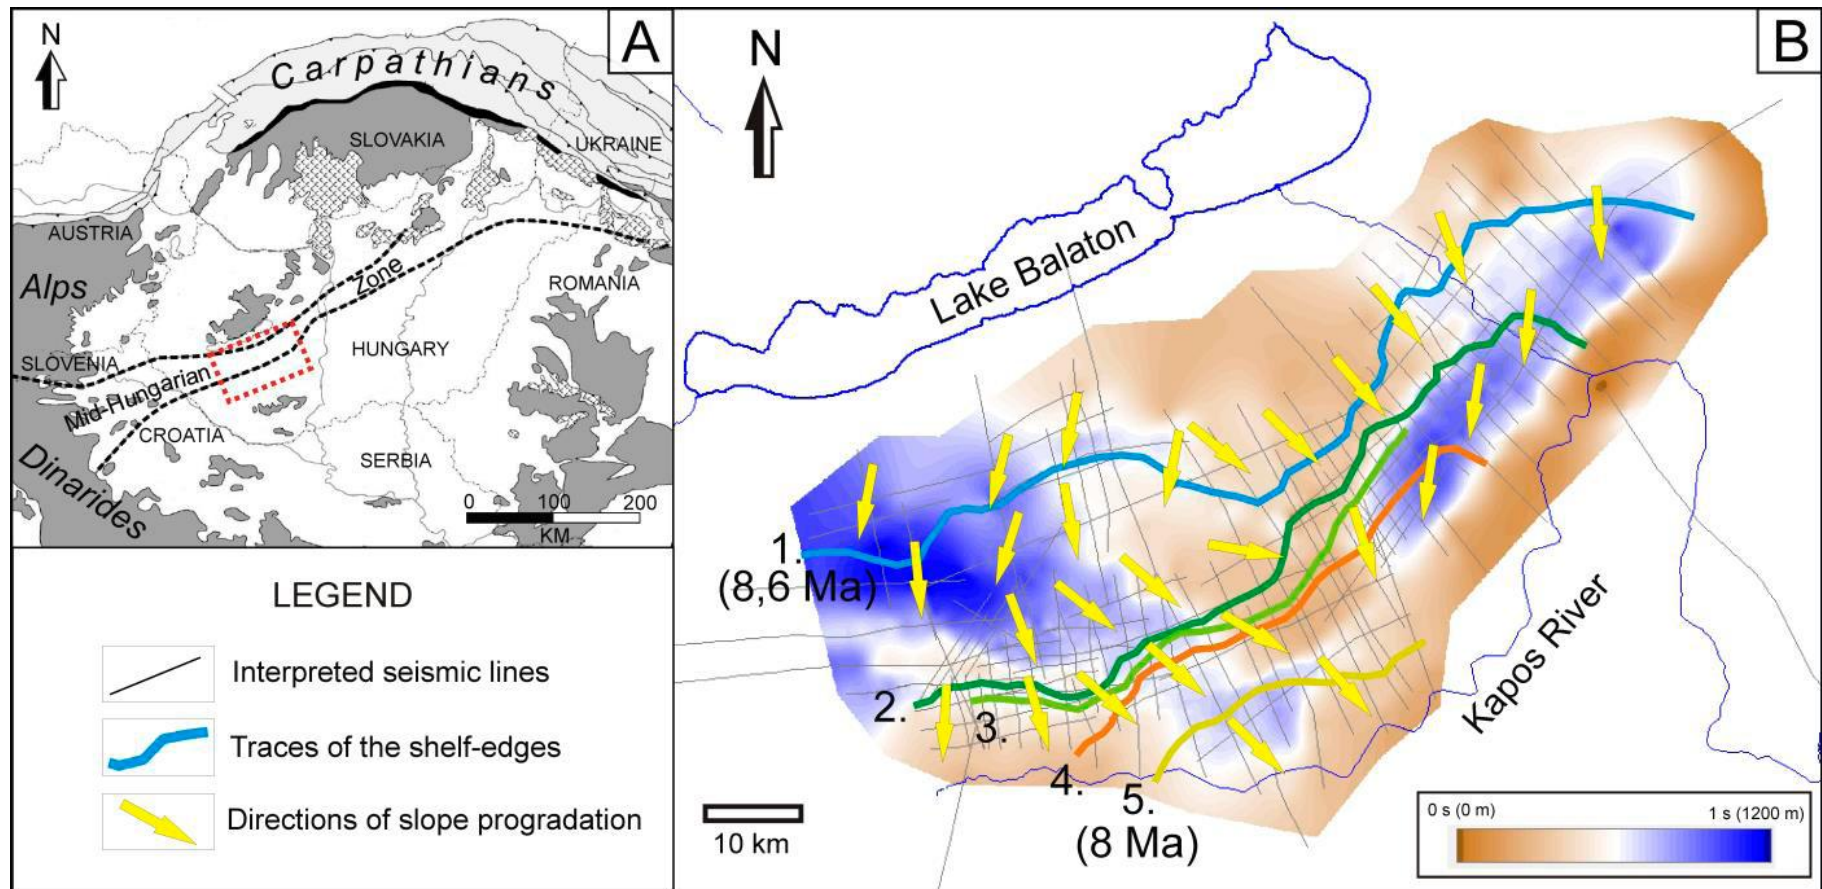 N
A
Carpathians
SLOVAKIA
UKRAINE
AUSTRIA
Alps
Zone
ROMANIA
SLOVENIA
HUNGARY
Mid-Hungarian
CROATIA
SERBIA
Dinarides
0 100 200
KM
LEGEND
Interpreted seismic lines
Traces of the shelf-edges
Directions of slope progradation
N
B
Lake Balaton
1.
(8,6 Ma)
2.
3.
4.
5.
(8 Ma)
Kapos River
10 km
0 s (0 m) 1 s (1200 m)